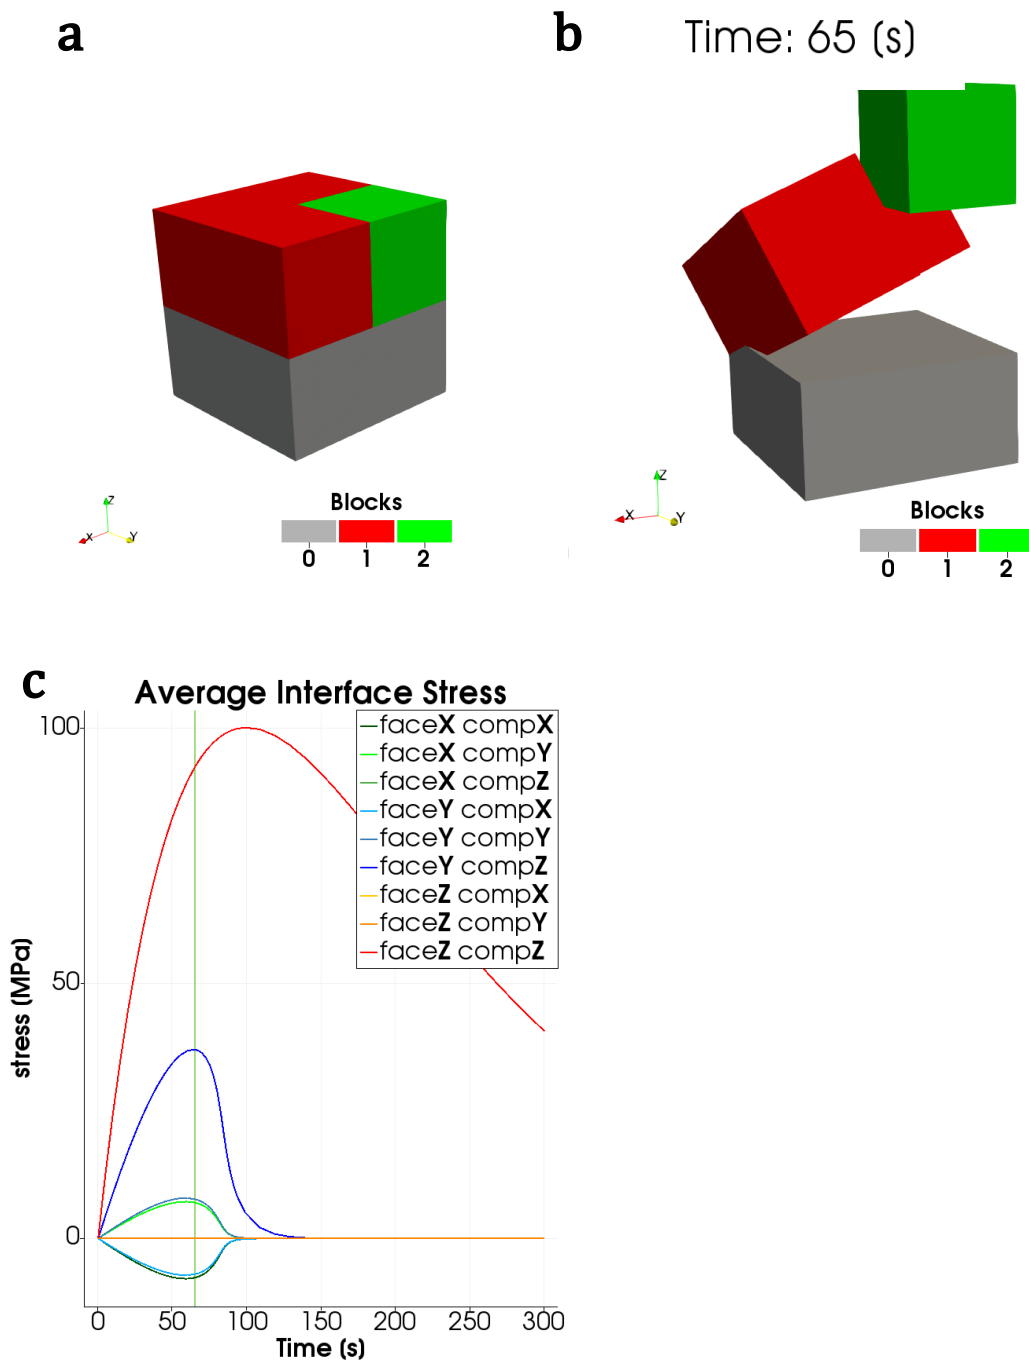 a
b
Time: 65 (s)
Z
X
Y
Blocks
0 1 2
Z
X
Y
Blocks
0 1 2
c
Average Interface Stress
faceX compX
faceX compY
faceX compZ
faceY compX
faceY compY
faceY compZ
faceZ compX
faceZ compY
faceZ compZ
100
50
0
stress (MPa)
0 50 100 150 200 250 300
Time (s)